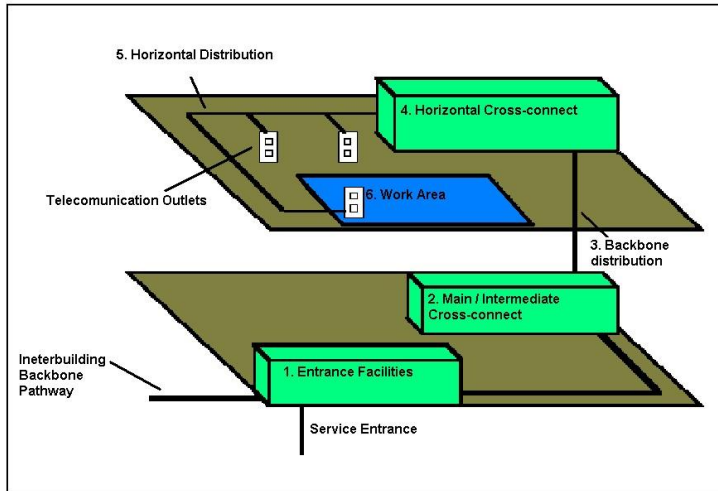 5. Horizontal Distribution
4. Horizontal Cross-connect
Telecomunication Outlets
6. Work Area
3. Backbone
distribution
2. Main / Intermediate
Cross-connect
Ineterbuilding
Backbone
Pathway
1. Entrance Facilities
Service Entrance